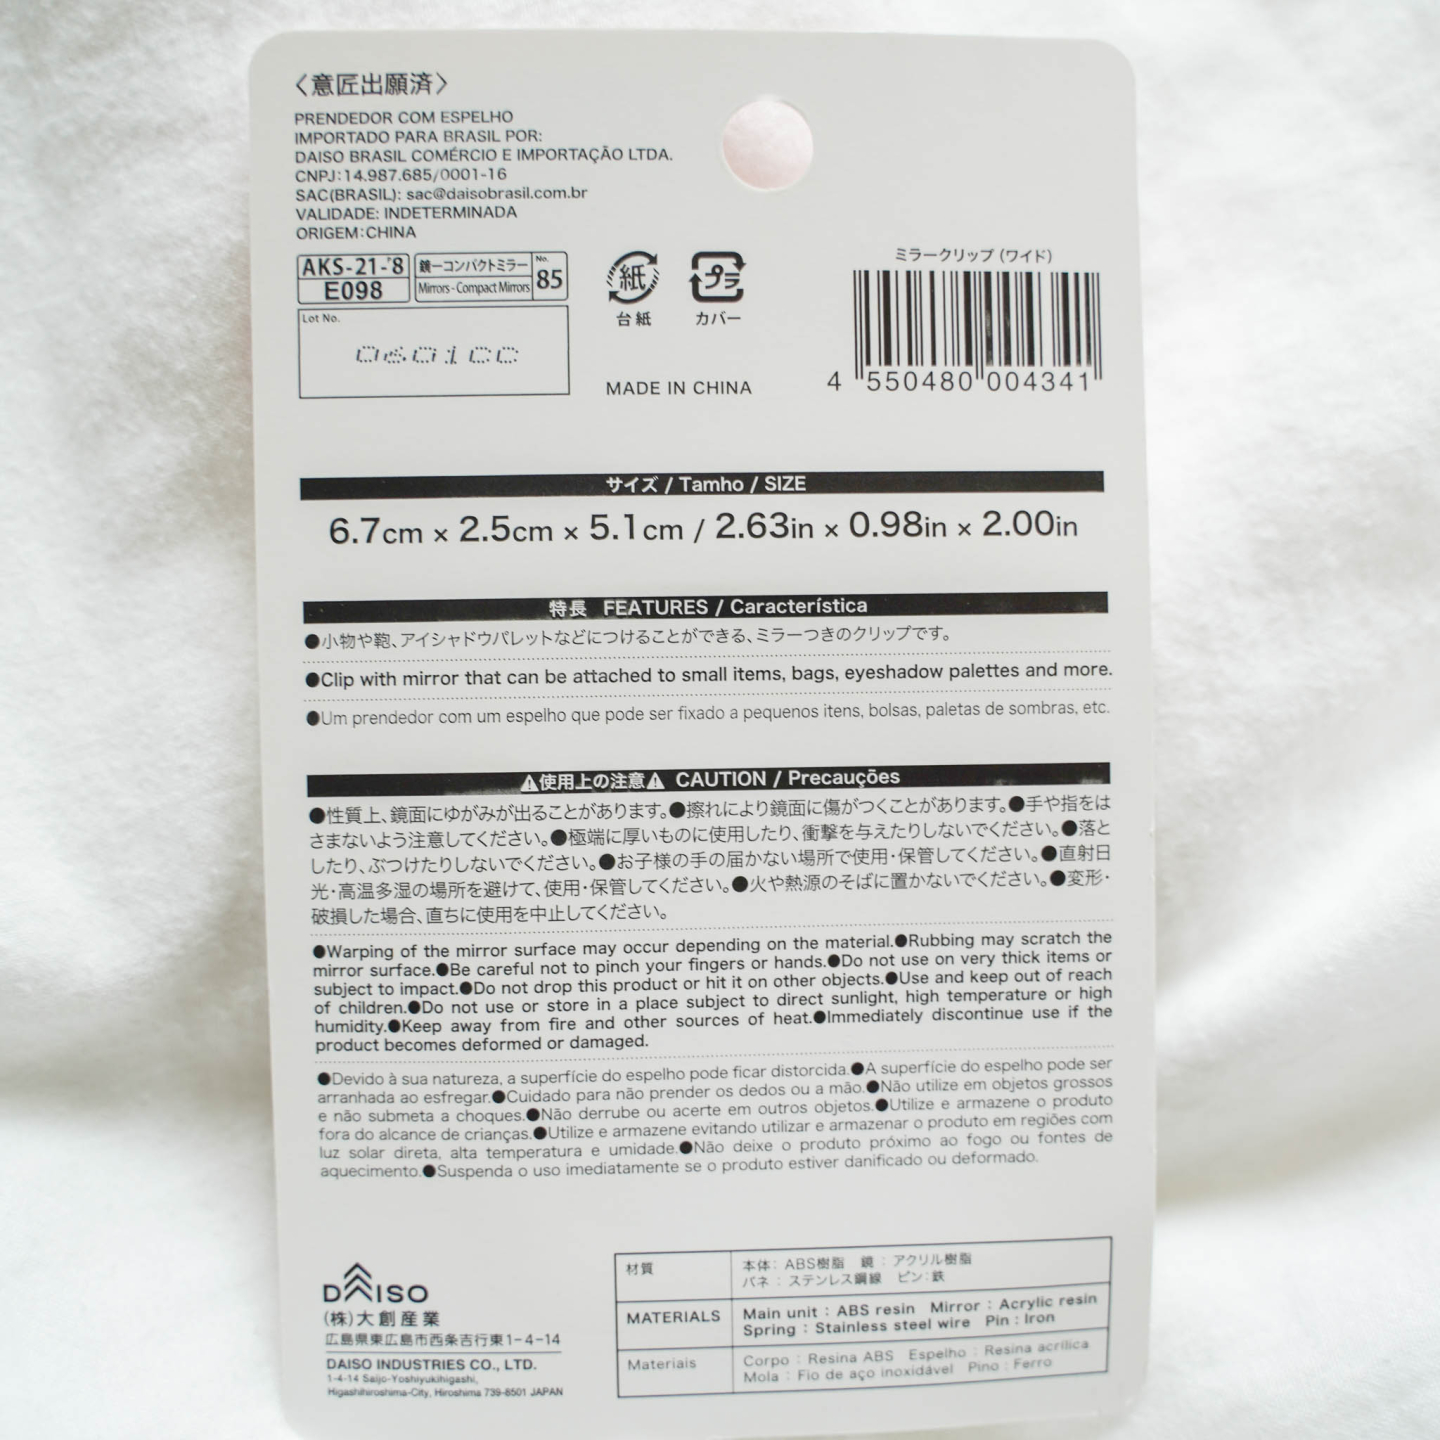 〈意匠出願済〉
PRENDEDOR COM ESPELHO
IMPORTADO PARA BRASIL POR:
DAISO BRASIL COMÉRCIO E IMPORTAÇÃO LTDA.
CNPJ:14.987.685/0001-16
SAC(BRASIL): sac@daisobrasil.com.br
VALIDADE: INDETERMINADA
ORIGEM:CHINA
AKS-21-'8
E098
鏡ーコンパクトミラー
Mirrors - Compact Mirrors
No.
85
Lot No.
紙
台紙
プラ
カバー
MADE IN CHINA
ミラークリップ(ワイド)
4 550480 004341
サイズ / Tamho / SIZE
6.7cm × 2.5cm × 5.1cm / 2.63in × 0.98in × 2.00in
特長 FEATURES / Característica
●小物や鞄、アイシャドウパレットなどにつけることができる、ミラーつきのクリップです。
●Clip with mirror that can be attached to small items, bags, eyeshadow palettes and more.
●Um prendedor com um espelho que pode ser fixado a pequenos itens, bolsas, paletas de sombras, etc.
⚠使用上の注意⚠ CAUTION / Precauções
●性質上、鏡面にゆがみが出ることがあります。●擦れにより鏡面に傷がつくことがあります。●手や指をは
さまないよう注意してください。●極端に厚いものに使用したり、衝撃を与えたりしないでください。●落と
したり、ぶつけたりしないでください。●お子様の手の届かない場所で使用・保管してください。●直射日
光・高温多湿の場所を避けて、使用・保管してください。●火や熱源のそばに置かないでください。●変形・
破損した場合、直ちに使用を中止してください。
●Warping of the mirror surface may occur depending on the material.●Rubbing may scratch the
mirror surface.●Be careful not to pinch your fingers or hands.●Do not use on very thick items or
subject to impact.●Do not drop this product or hit it on other objects.●Use and keep out of reach
of children.●Do not use or store in a place subject to direct sunlight, high temperature or high
humidity.●Keep away from fire and other sources of heat.●Immediately discontinue use if the
product becomes deformed or damaged.
●Devido à sua natureza, a superfície do espelho pode ficar distorcida.●A superfície do espelho pode ser
arranhada ao esfregar.●Cuidado para não prender os dedos ou a mão.●Não utilize em objetos grossos
e não submeta a choques.●Não derrube ou acerte em outros objetos.●Utilize e armazene o produto
fora do alcance de crianças.●Utilize e armazene evitando utilizar e armazenar o produto em regiões com
luz solar direta, alta temperatura e umidade.●Não deixe o produto próximo ao fogo ou fontes de
aquecimento.●Suspenda o uso imediatamente se o produto estiver danificado ou deformado.
DAISO
(株)大創産業
広島県東広島市西条吉行東1-4-14
DAISO INDUSTRIES CO., LTD.
1-4-14 Saijo-Yoshiyukihigashi,
Higashihiroshima-City, Hiroshima 739-8501 JAPAN
材質
本体: ABS樹脂 鏡 : アクリル樹脂
バネ : ステンレス鋼線 ピン:鉄
MATERIALS
Main unit : ABS resin Mirror : Acrylic resin
Spring : Stainless steel wire Pin : Iron
Materiais
Corpo : Resina ABS Espelho : Resina acrílica
Mola : Fio de aço inoxidável Pino : Ferro